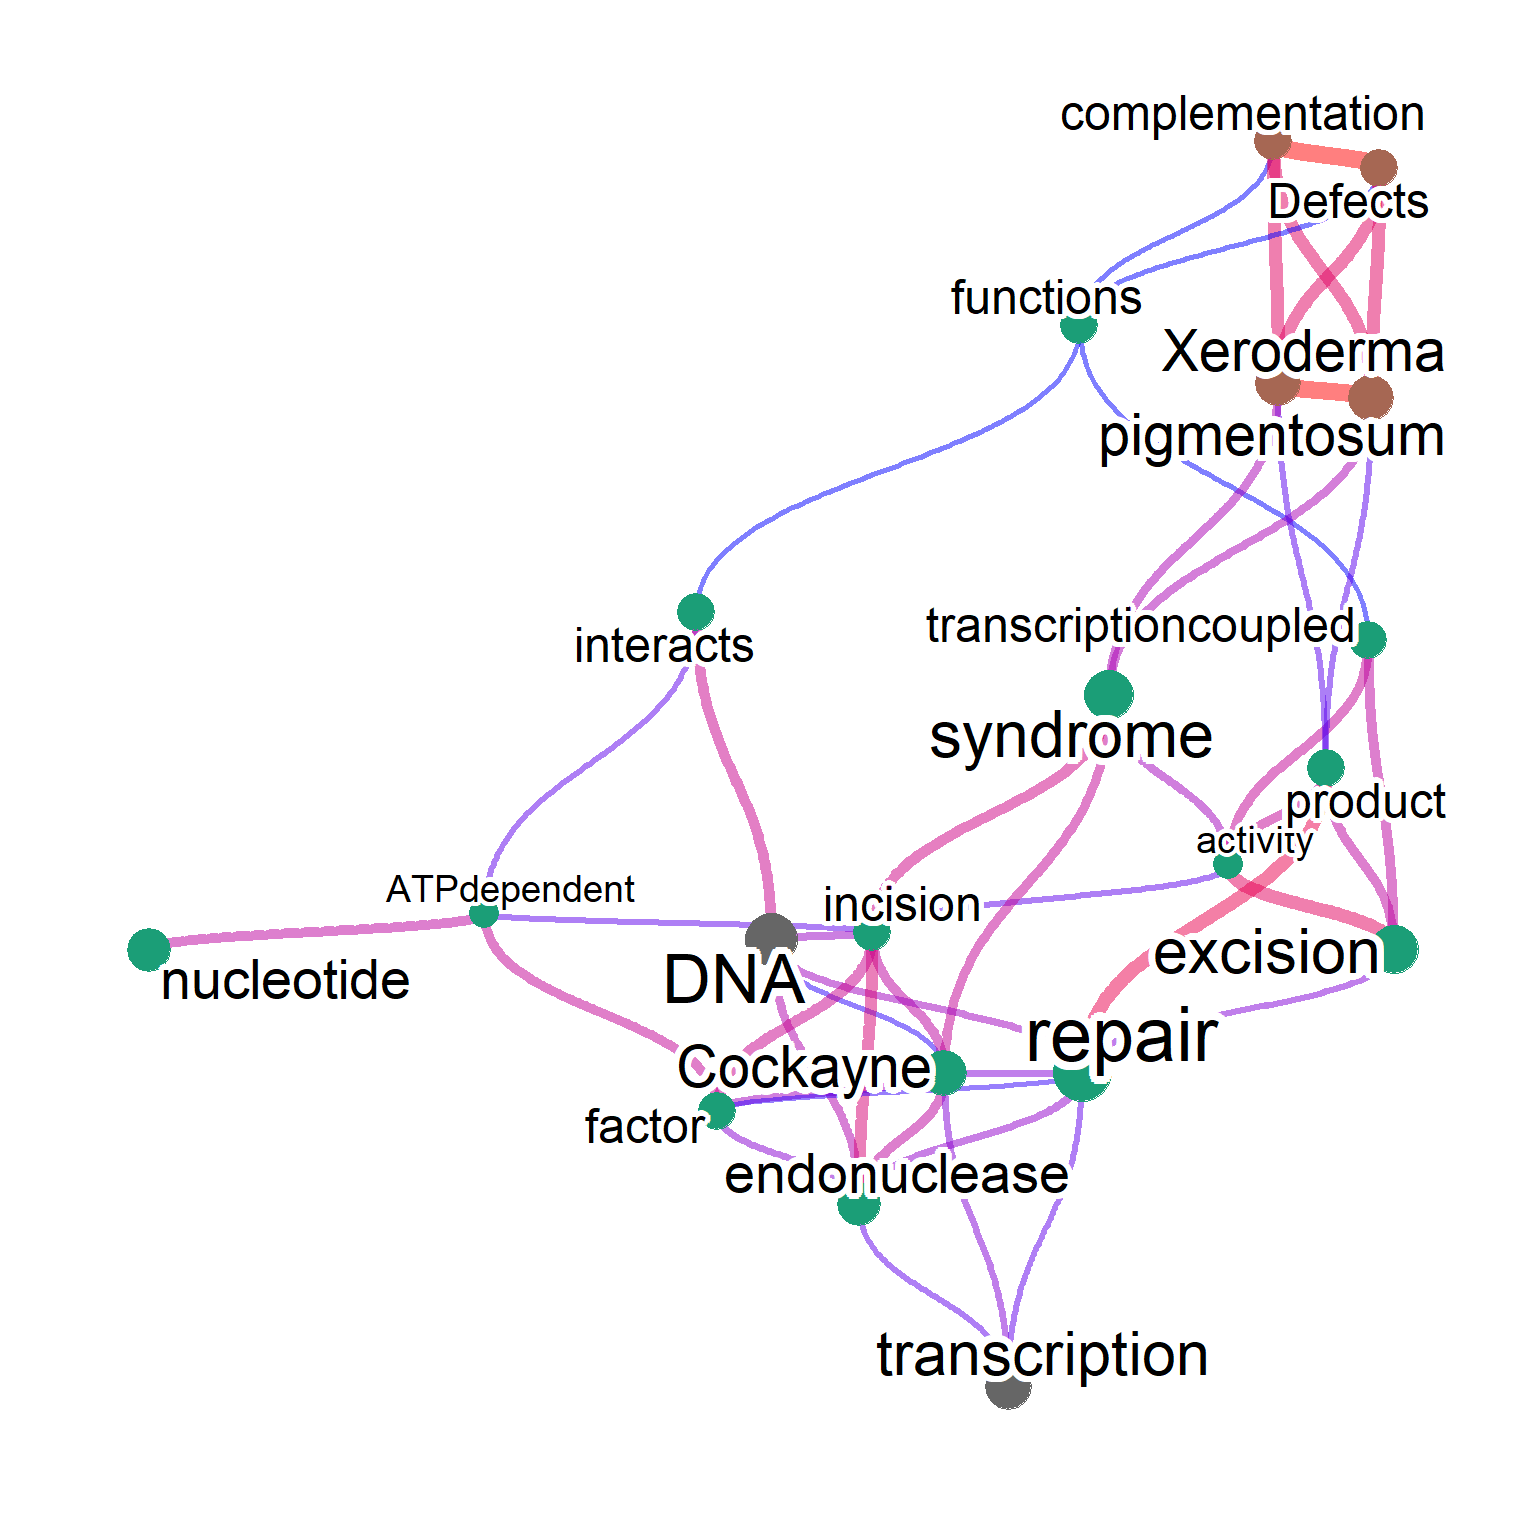 complementation
Defects
functions
Xeroderma
pigmentosum
transcriptioncoupled
interacts
syndrome
product
activity
ATPdependent
incision
excision
nucleotide
DNA
repair
Cockayne
factor
endonuclease
transcription